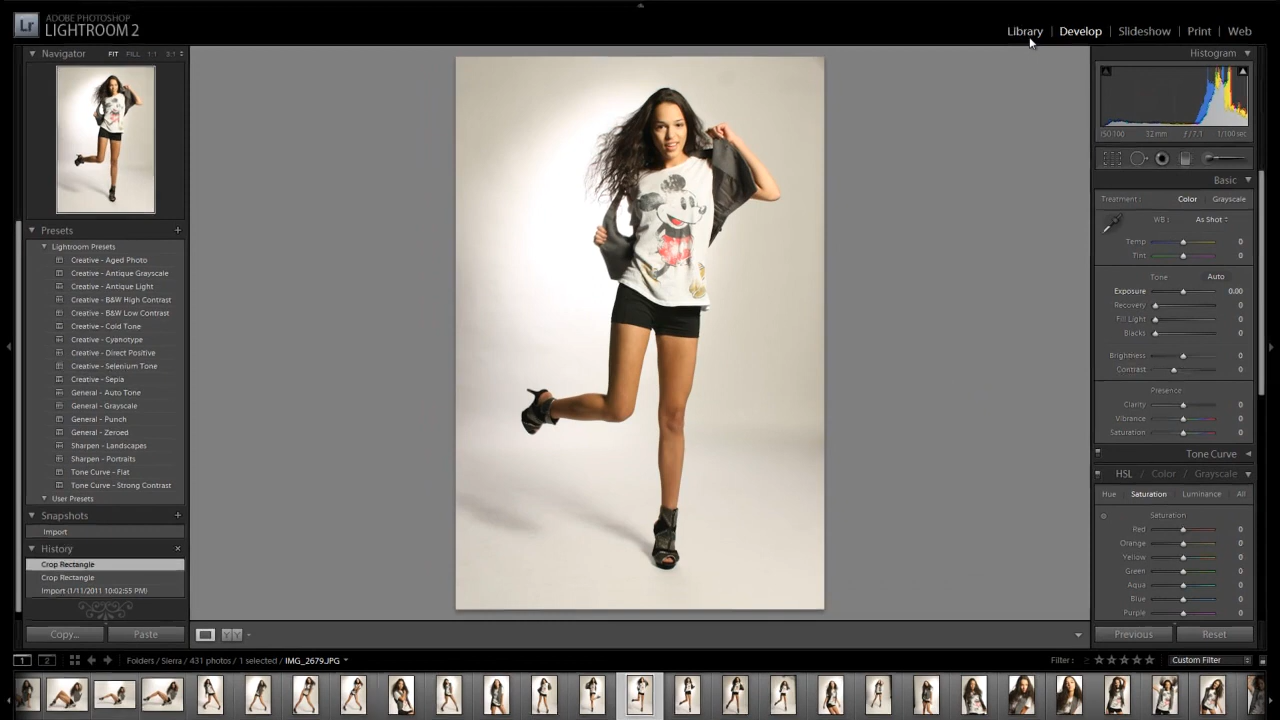 Lr ADOBE PHOTOSHOP
LIGHTROOM 2
Library | Develop | Slideshow | Print | Web
Navigator FIT FILL 1:1 3:1
Presets +
Lightroom Presets
Creative - Aged Photo
Creative - Antique Grayscale
Creative - Antique Light
Creative - B&W High Contrast
Creative - B&W Low Contrast
Creative - Cold Tone
Creative - Cyanotype
Creative - Direct Positive
Creative - Selenium Tone
Creative - Sepia
General - Auto Tone
General - Grayscale
General - Punch
General - Zeroed
Sharpen - Landscapes
Sharpen - Portraits
Tone Curve - Flat
Tone Curve - Strong Contrast
User Presets
Snapshots +
Import
History ×
Crop Rectangle
Crop Rectangle
Import (1/11/2011 10:02:55 PM)
Copy... Paste
Histogram
ISO 100 32 mm ƒ / 7.1 1/100 sec
Basic
Treatment : Color Grayscale
WB : As Shot
Temp 0
Tint 0
Tone Auto
Exposure 0.00
Recovery 0
Fill Light 0
Blacks 0
Brightness 0
Contrast 0
Presence
Clarity 0
Vibrance 0
Saturation 0
Tone Curve
HSL / Color / Grayscale
Hue Saturation Luminance All
Saturation
Red 0
Orange 0
Yellow 0
Green 0
Aqua 0
Blue 0
Purple 0
Previous Reset
YY
1 2 Folders / Sierra / 431 photos / 1 selected / IMG_2679.JPG Filter : ≥ ★★★★★ Custom Filter